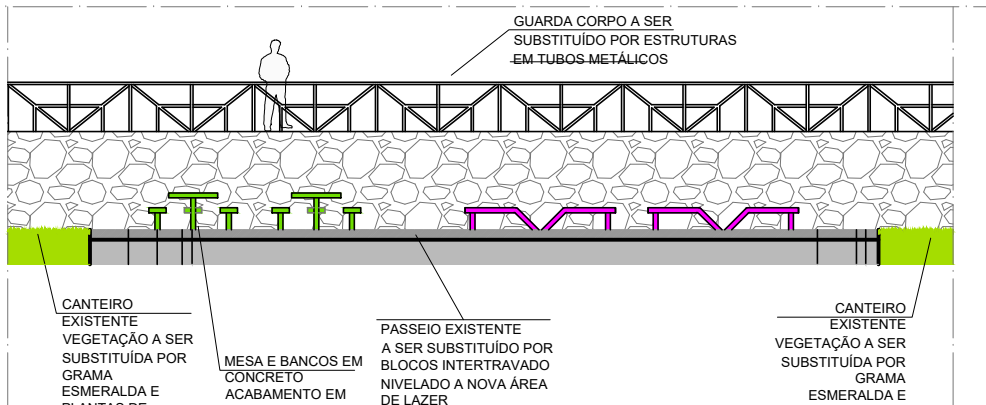 GUARDA CORPO A SER
SUBSTITUÍDO POR ESTRUTURAS
EM TUBOS METÁLICOS
CANTEIRO
EXISTENTE
VEGETAÇÃO A SER
SUBSTITUÍDA POR
GRAMA
ESMERALDA E
PLANTAS DE
MESA E BANCOS EM
CONCRETO
ACABAMENTO EM
PASSEIO EXISTENTE
A SER SUBSTITUÍDO POR
BLOCOS INTERTRAVADO
NIVELADO A NOVA ÁREA
DE LAZER
CANTEIRO
EXISTENTE
VEGETAÇÃO A SER
SUBSTITUÍDA POR
GRAMA
ESMERALDA E